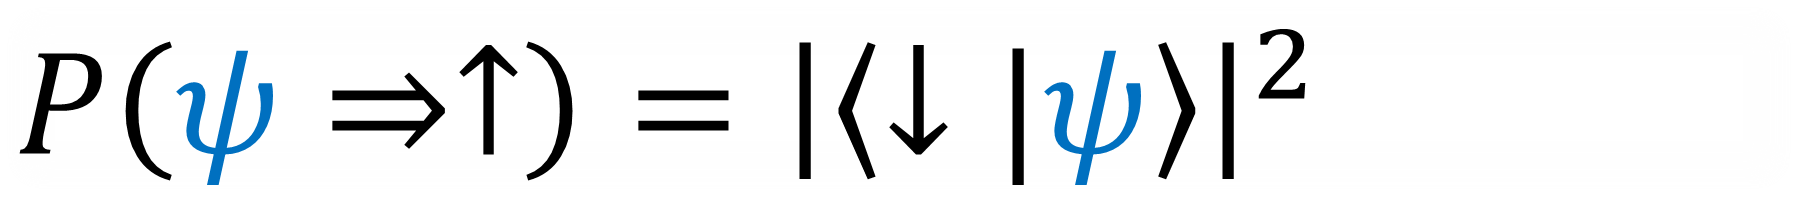 P(ψ ⇒↑) = |⟨↓ |ψ⟩|²